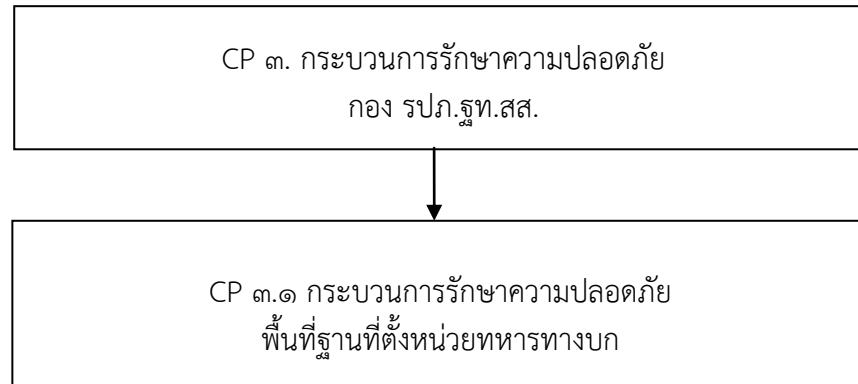 CP ๓. กระบวนการรักษาความปลอดภัย
กอง รปภ.ฐท.สส.
CP ๓.๑ กระบวนการรักษาความปลอดภัย
พื้นที่ฐานที่ตั้งหน่วยทหารทางบก